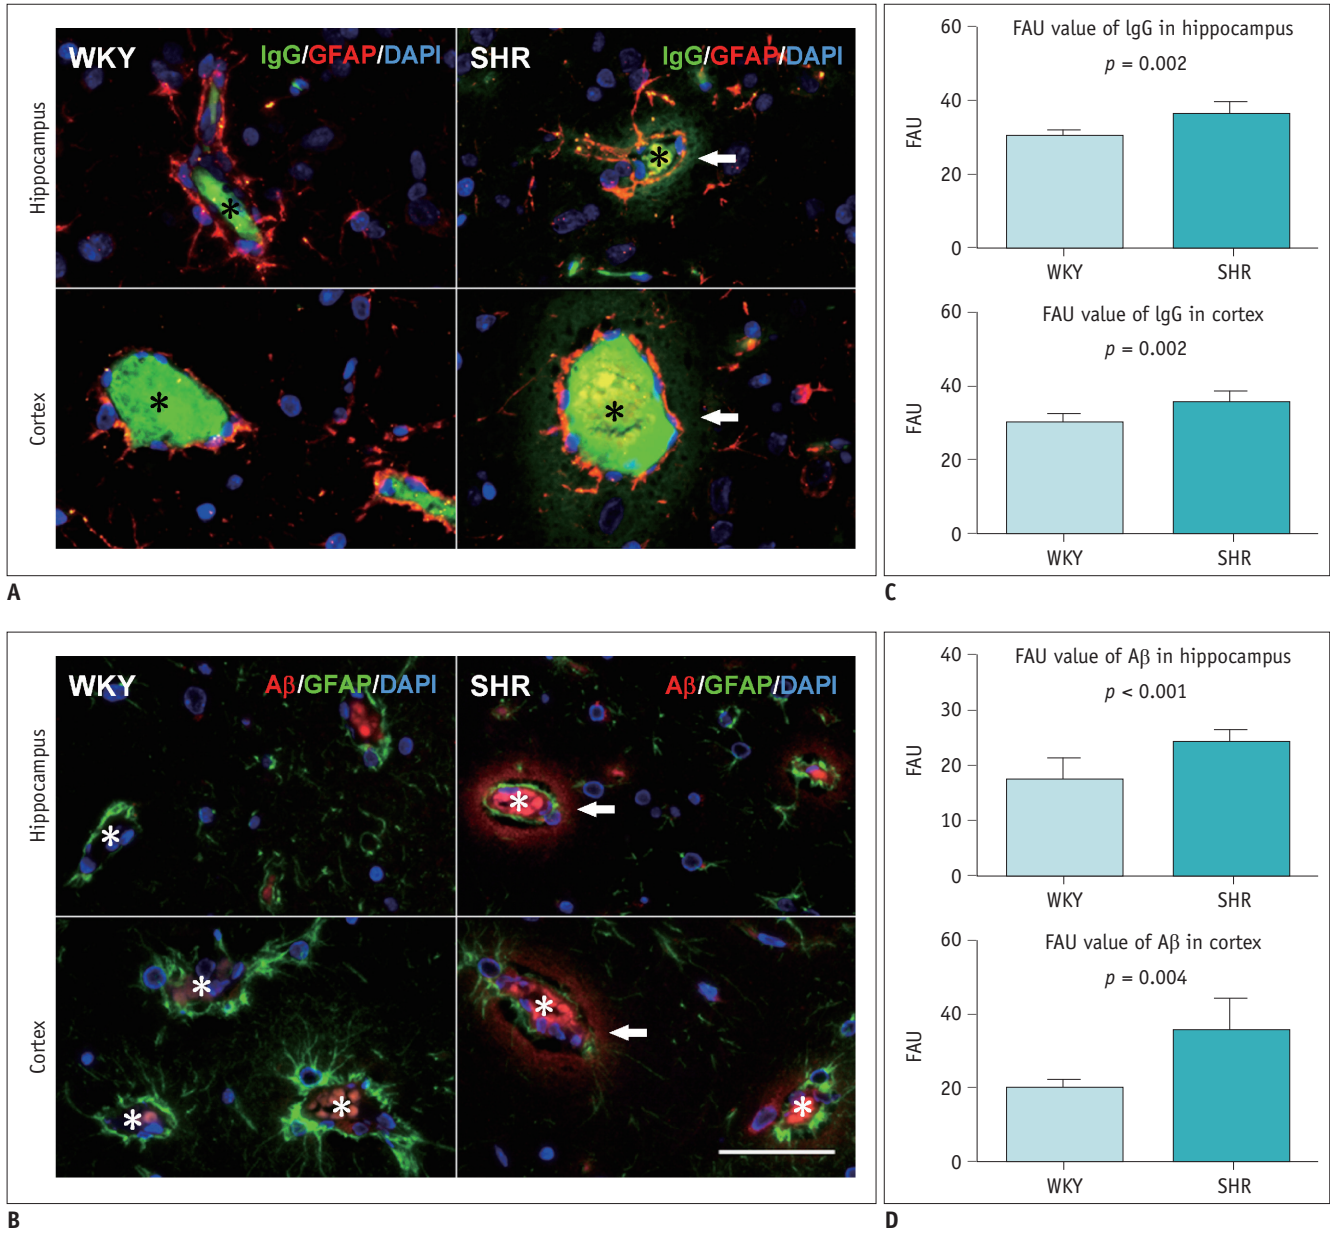 WKY
IgG/GFAP/DAPI
SHR
IgG/GFAP/DAPI
Hippocampus
Cortex
*
*
*
*
A
FAU value of lgG in hippocampus
p = 0.002
60
40
20
0
FAU
WKY SHR
FAU value of lgG in cortex
p = 0.002
60
40
20
0
FAU
WKY SHR
C
WKY
Aβ/GFAP/DAPI
SHR
Aβ/GFAP/DAPI
Hippocampus
Cortex
*
*
*
*
*
*
*
B
FAU value of Aβ in hippocampus
p < 0.001
40
30
20
10
0
FAU
WKY SHR
FAU value of Aβ in cortex
p = 0.004
60
40
20
0
FAU
WKY SHR
D